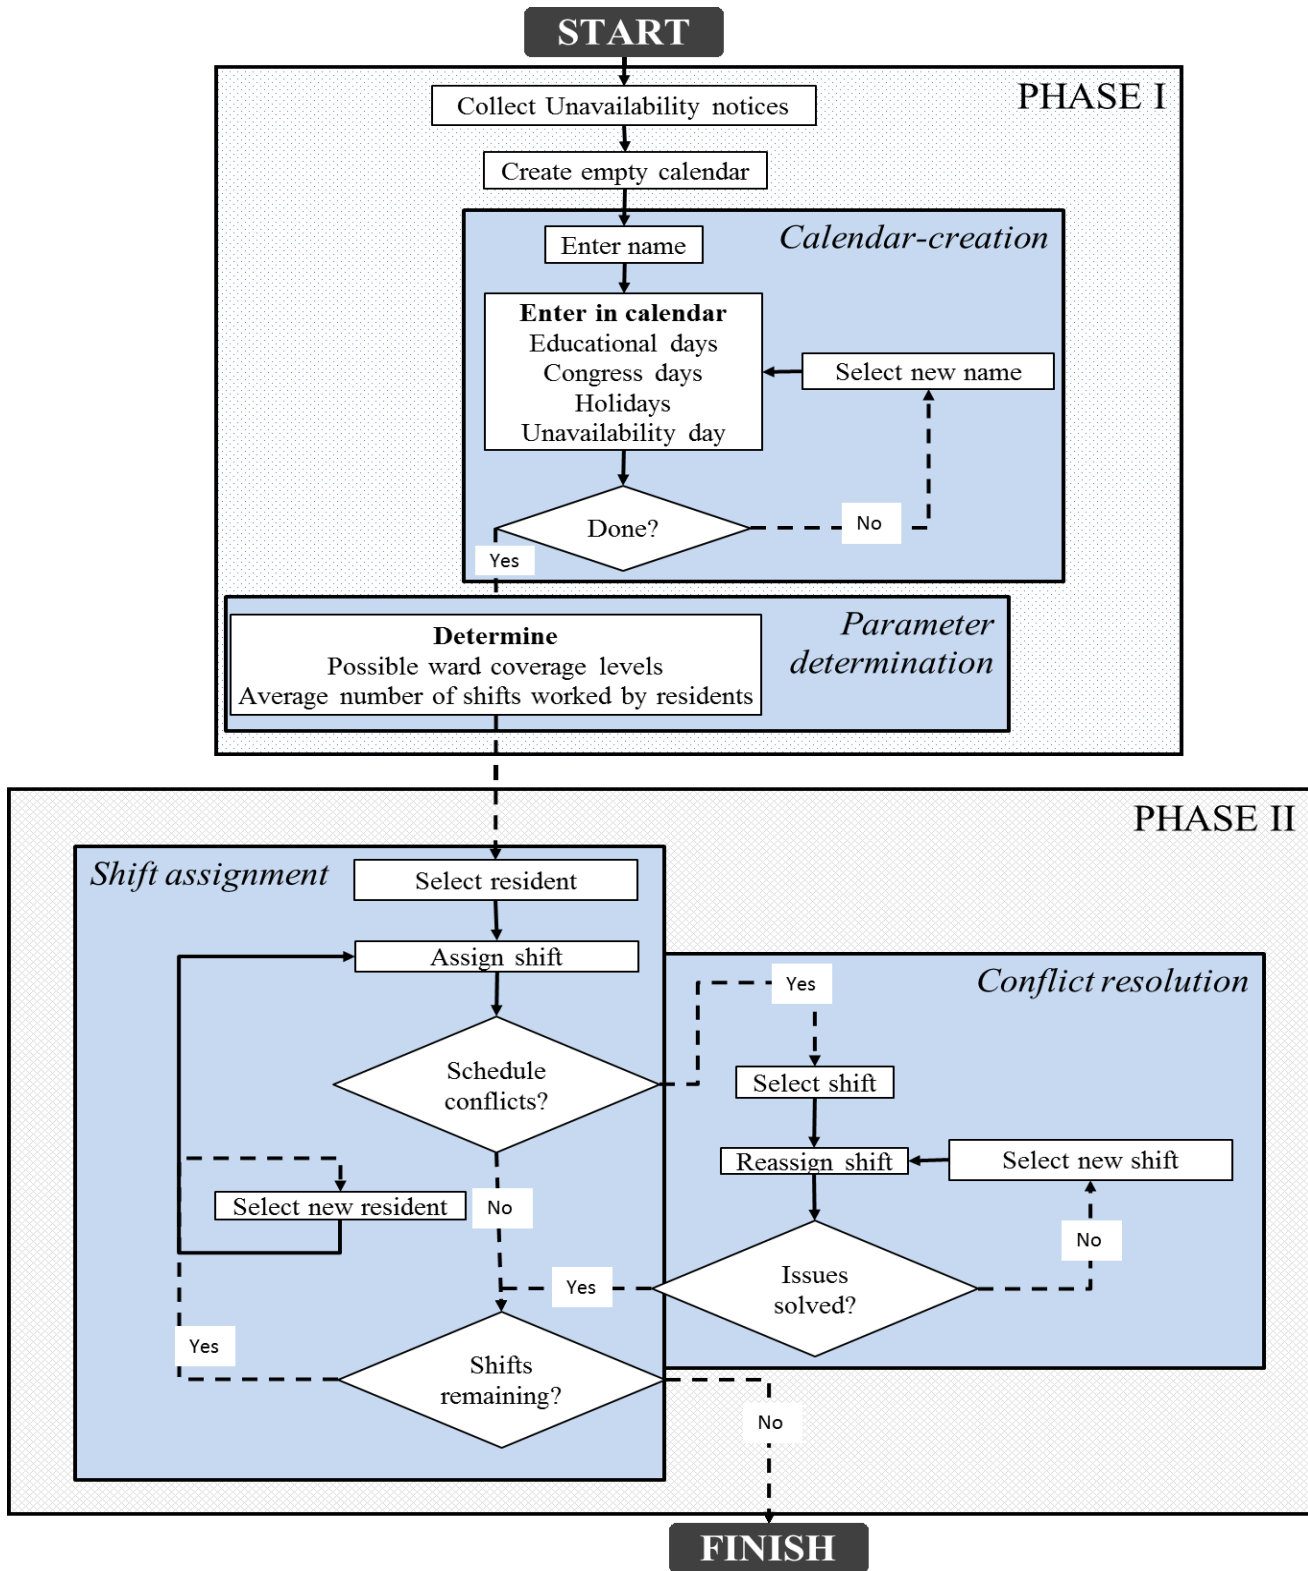 START
PHASE I
Collect Unavailability notices
Create empty calendar
Calendar-creation
Enter name
Enter in calendar
Educational days
Congress days
Holidays
Unavailability day
Select new name
Done?
No
Yes
Parameter
determination
Determine
Possible ward coverage levels
Average number of shifts worked by residents
PHASE II
Shift assignment
Select resident
Assign shift
Conflict resolution
Yes
Schedule
conflicts?
Select shift
Reassign shift
Select new shift
Select new resident
No
No
Issues
solved?
Yes
Yes
Shifts
remaining?
No
FINISH